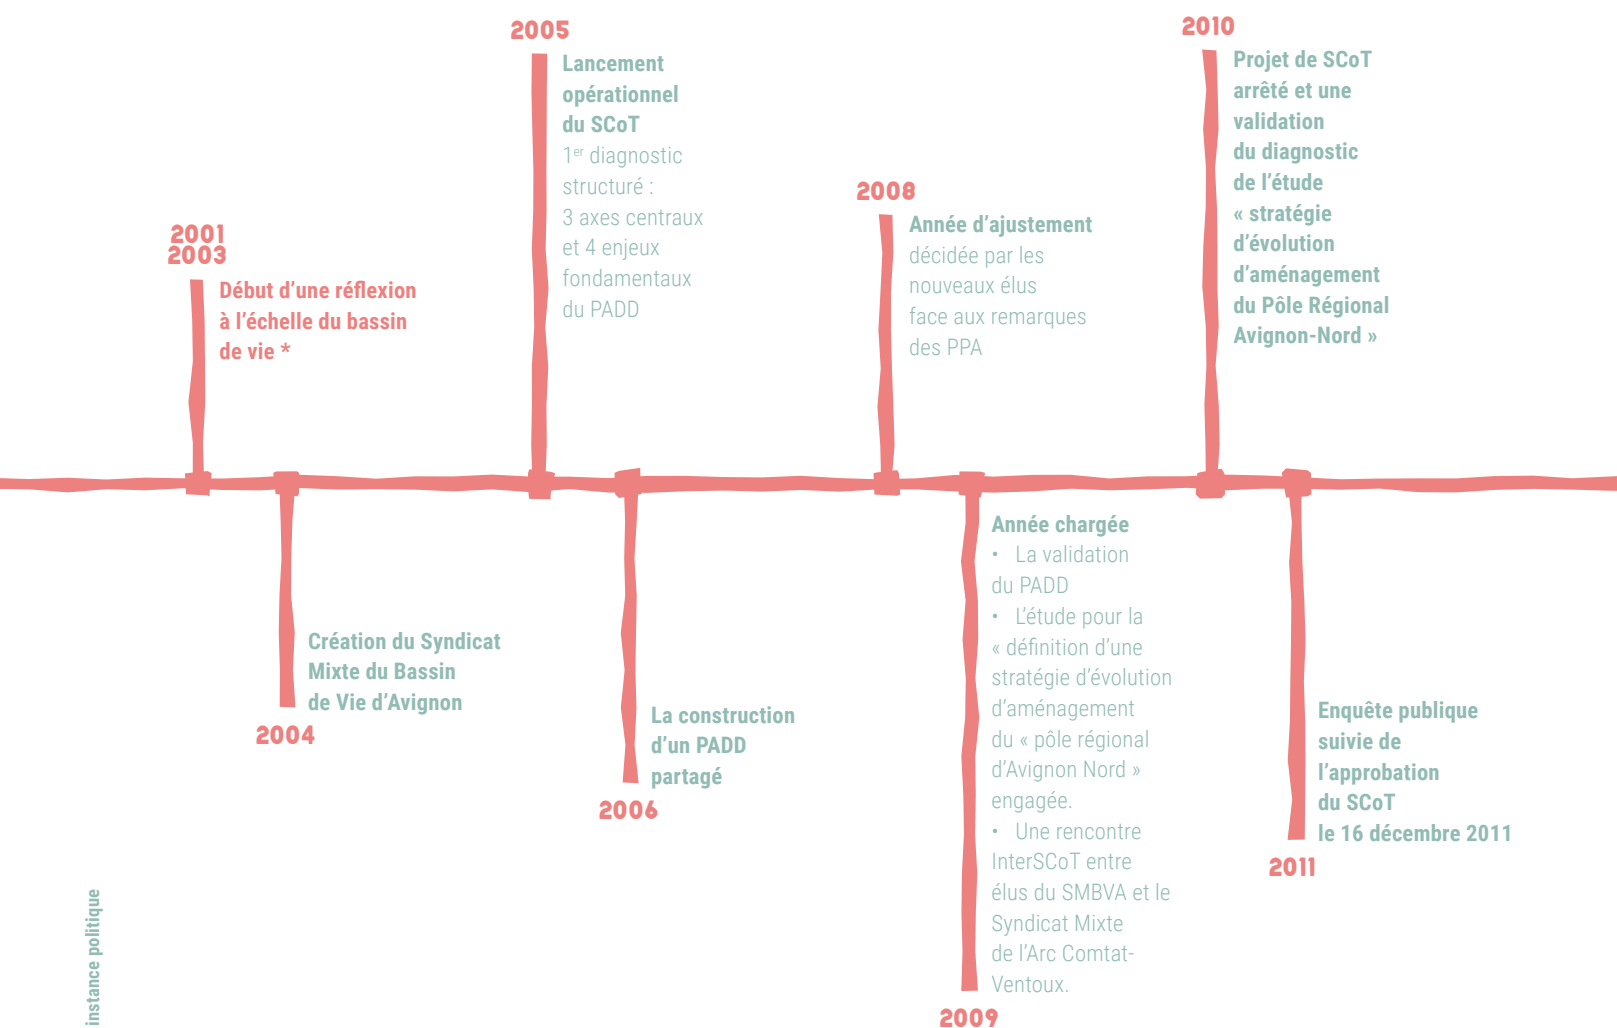 2001
2003
Début d’une réflexion
à l’échelle du bassin
de vie *
Création du Syndicat
Mixte du Bassin
de Vie d’Avignon
2004
2005
Lancement
opérationnel
du SCoT
1er diagnostic
structuré :
3 axes centraux
et 4 enjeux
fondamentaux
du PADD
La construction
d’un PADD
partagé
2006
2008
Année d’ajustement
décidée par les
nouveaux élus
face aux remarques
des PPA
Année chargée
• La validation
du PADD
• L’étude pour la
« définition d’une
stratégie d’évolution
d’aménagement
du « pôle régional
d’Avignon Nord »
engagée.
• Une rencontre
InterSCoT entre
élus du SMBVA et le
Syndicat Mixte
de l’Arc Comtat-
Ventoux.
2009
2010
Projet de SCoT
arrêté et une
validation
du diagnostic
de l’étude
« stratégie
d’évolution
d’aménagement
du Pôle Régional
Avignon-Nord »
Enquête publique
suivie de
l’approbation
du SCoT
le 16 décembre 2011
2011
instance politique